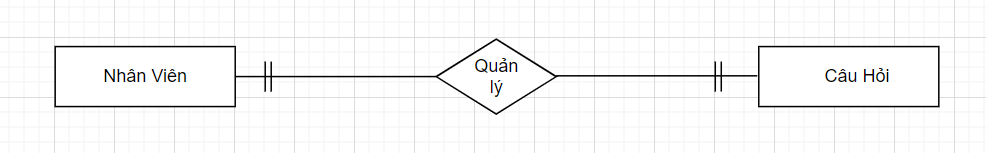 Nhân Viên
Quản
lý
Câu Hỏi